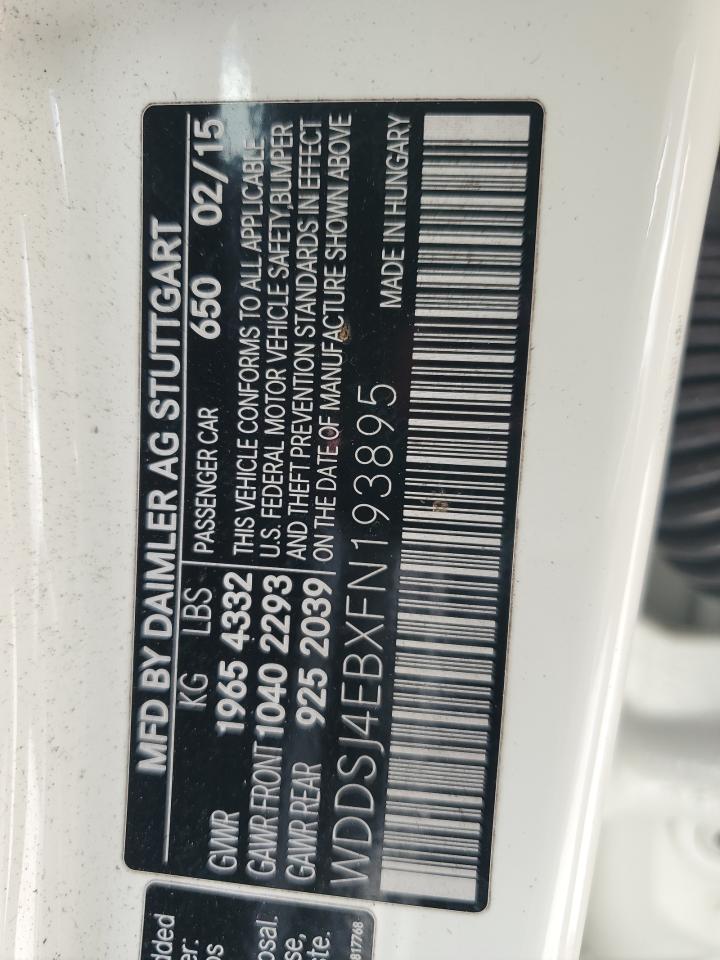 MFD BY DAIMLER AG STUTTGART
KG LBS
GVWR 1965 4332
GAWR FRONT 1040 2293
GAWR REAR 925 2039
PASSENGER CAR 650 02/15
THIS VEHICLE CONFORMS TO ALL APPLICABLE
U.S. FEDERAL MOTOR VEHICLE SAFETY,BUMPER
AND THEFT PREVENTION STANDARDS IN EFFECT
ON THE DATE OF MANUFACTURE SHOWN ABOVE
WDDSJ4EBXFN193895
MADE IN HUNGARY
817768